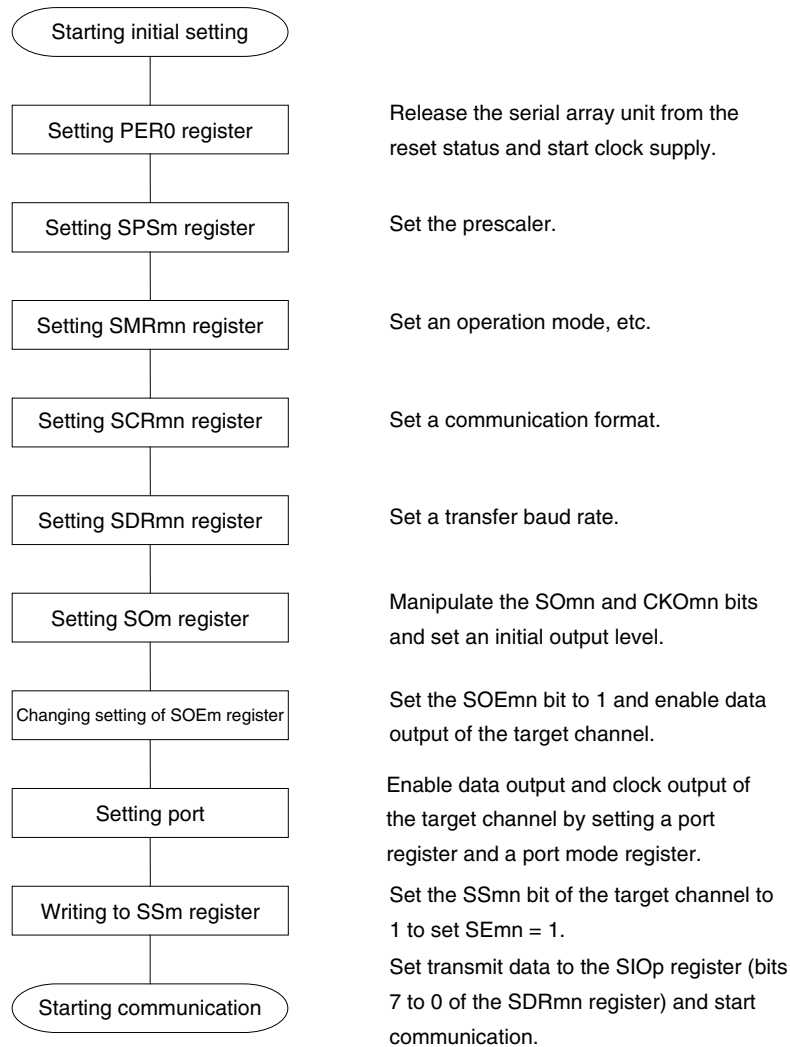 Starting initial setting
Setting PER0 register
Release the serial array unit from the
reset status and start clock supply.
Setting SPSm register
Set the prescaler.
Setting SMRmn register
Set an operation mode, etc.
Setting SCRmn register
Set a communication format.
Setting SDRmn register
Set a transfer baud rate.
Setting SOm register
Manipulate the SOmn and CKOmn bits
and set an initial output level.
Changing setting of SOEm register
Set the SOEmn bit to 1 and enable data
output of the target channel.
Setting port
Enable data output and clock output of
the target channel by setting a port
register and a port mode register.
Writing to SSm register
Set the SSmn bit of the target channel to
1 to set SEmn = 1.
Starting communication
Set transmit data to the SIOp register (bits
7 to 0 of the SDRmn register) and start
communication.